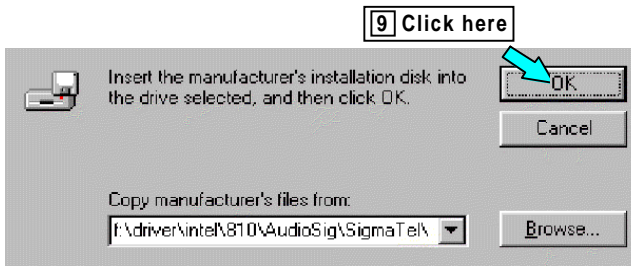 9 Click here
Insert the manufacturer's installation disk into
the drive selected, and then click OK.
OK
Cancel
Copy manufacturer's files from:
f:\driver\intel\810\AudioSig\SigmaTel\
Browse...